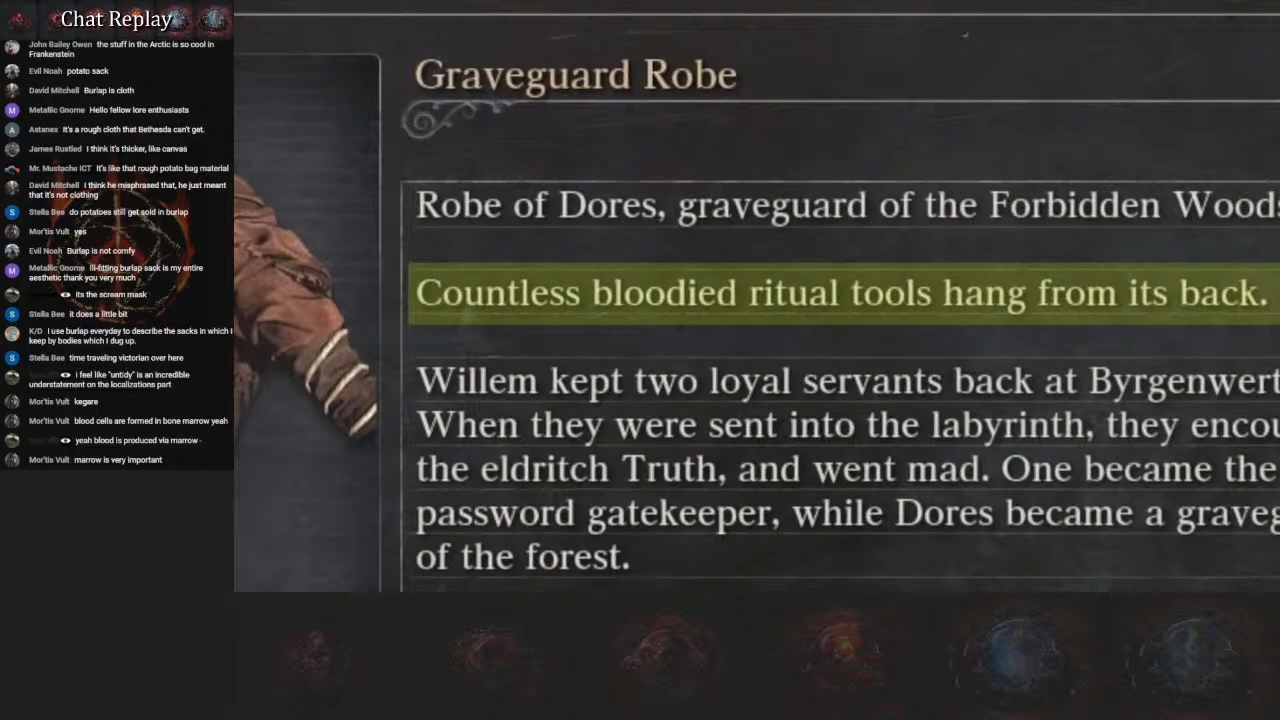 Chat Replay
John Bailey Owen the stuff in the Arctic is so cool in
Frankenstein
Evil Noah potato sack
David Mitchell Burlap is cloth
M Metallic Gnome Hello fellow lore enthusiasts
A Astanex It's a rough cloth that Bethesda can't get.
James Rustled I think it's thicker, like canvas
Mr. Mustache ICT It's like that rough potato bag material
David Mitchell I think he misphrased that, he just meant
that it's not clothing
S Stella Bee do potatoes still get sold in burlap
Mor'tis Vult yes
Evil Noah Burlap is not comfy
M Metallic Gnome Ill-fitting burlap sack is my entire
aesthetic thank you very much
its the scream mask
S Stella Bee it does a little bit
K/D I use burlap everyday to describe the sacks in which I
keep by bodies which I dug up.
S Stella Bee time traveling victorian over here
i feel like "untidy" is an incredible
understatement on the localizations part
Mor'tis Vult kegare
Mor'tis Vult blood cells are formed in bone marrow yeah
yeah blood is produced via marrow -
Mor'tis Vult marrow is very important
Graveguard Robe
Robe of Dores, graveguard of the Forbidden Woods
Countless bloodied ritual tools hang from its back.
Willem kept two loyal servants back at Byrgenwert
When they were sent into the labyrinth, they encou
the eldritch Truth, and went mad. One became the
password gatekeeper, while Dores became a graveg
of the forest.